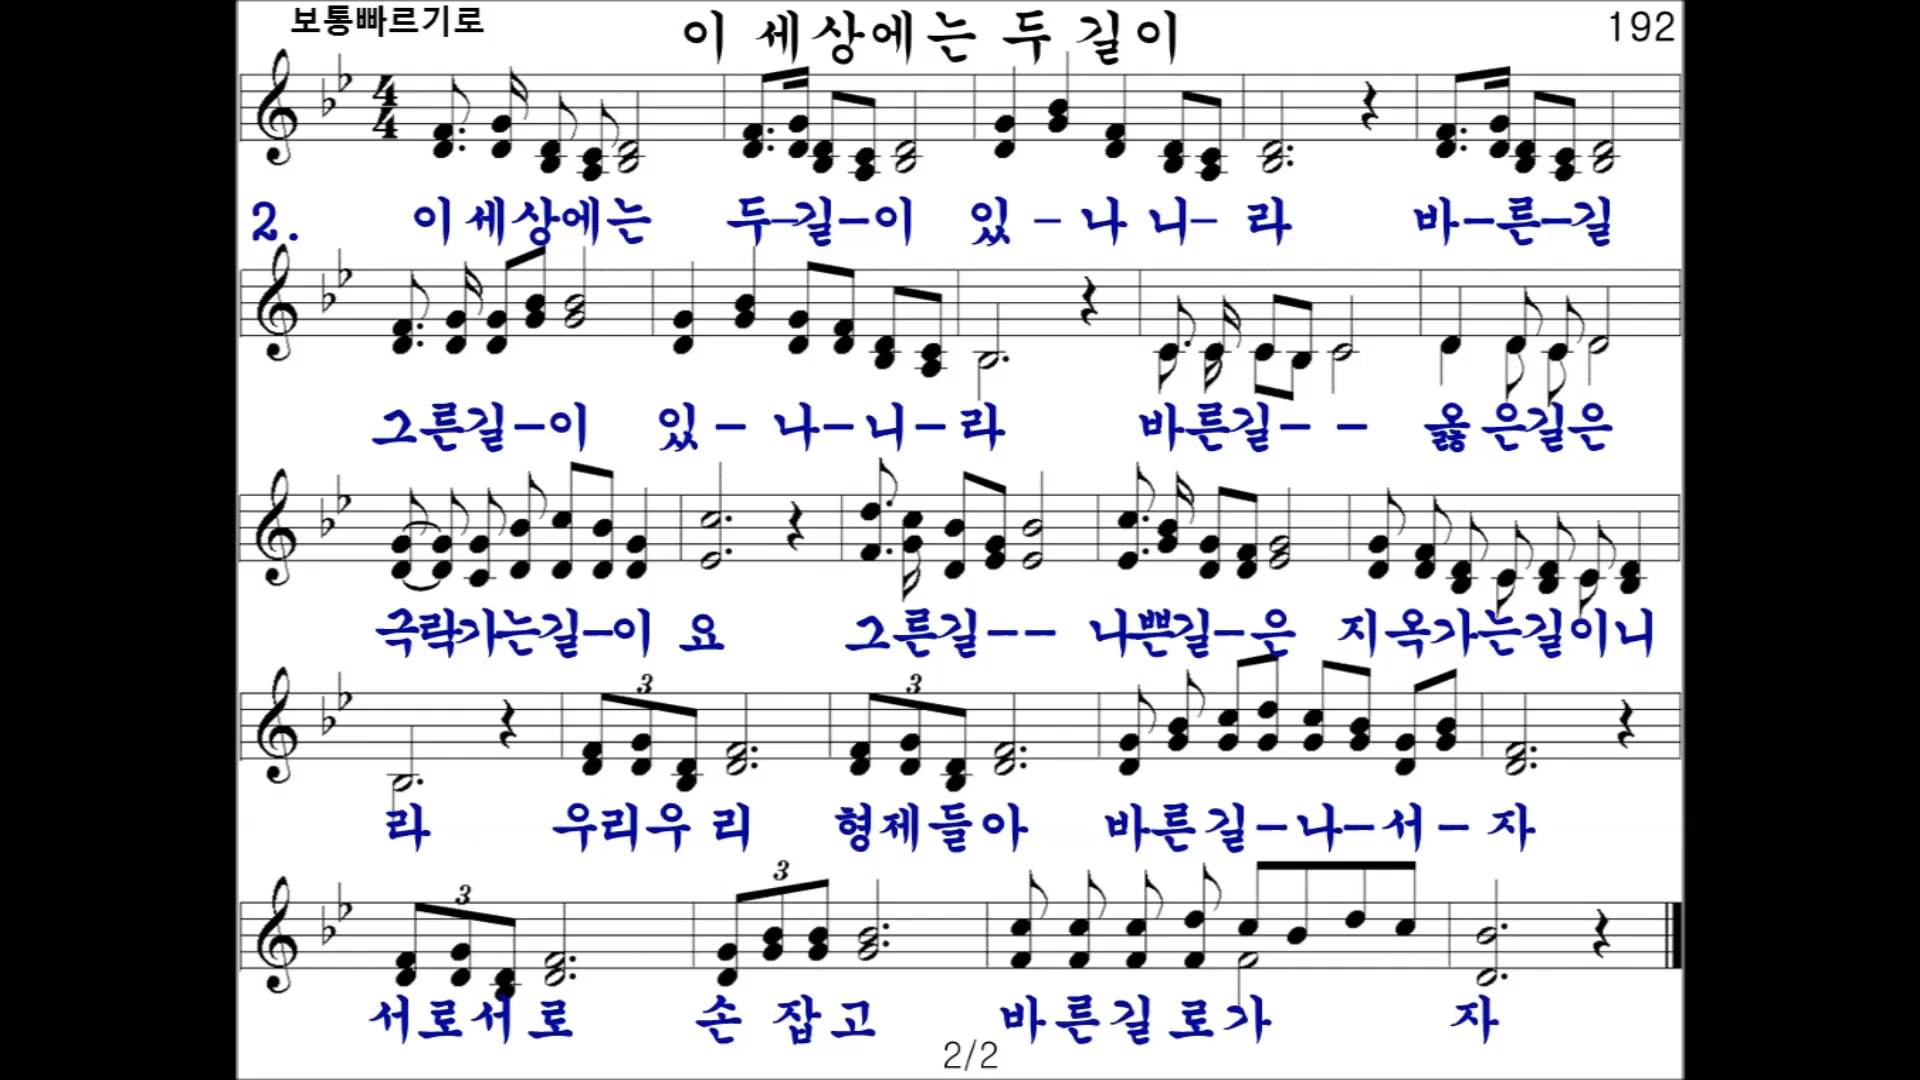 보통빠르기로
이 세상에는 두 길이
192
2. 이세상에는 두-길-이 있 - 나 니- 라 바-른-길
그른길-이 있 - 나-니-라 바른길- - 옳 은길은
극락가는길-이 요 그른길-- 나쁜길-은 지옥가는길이니
3 3
라 우리우 리 형제들아 바른길-나-서- 자
3 3
서로서 로 손 잡고 바른길로가 자
2/2